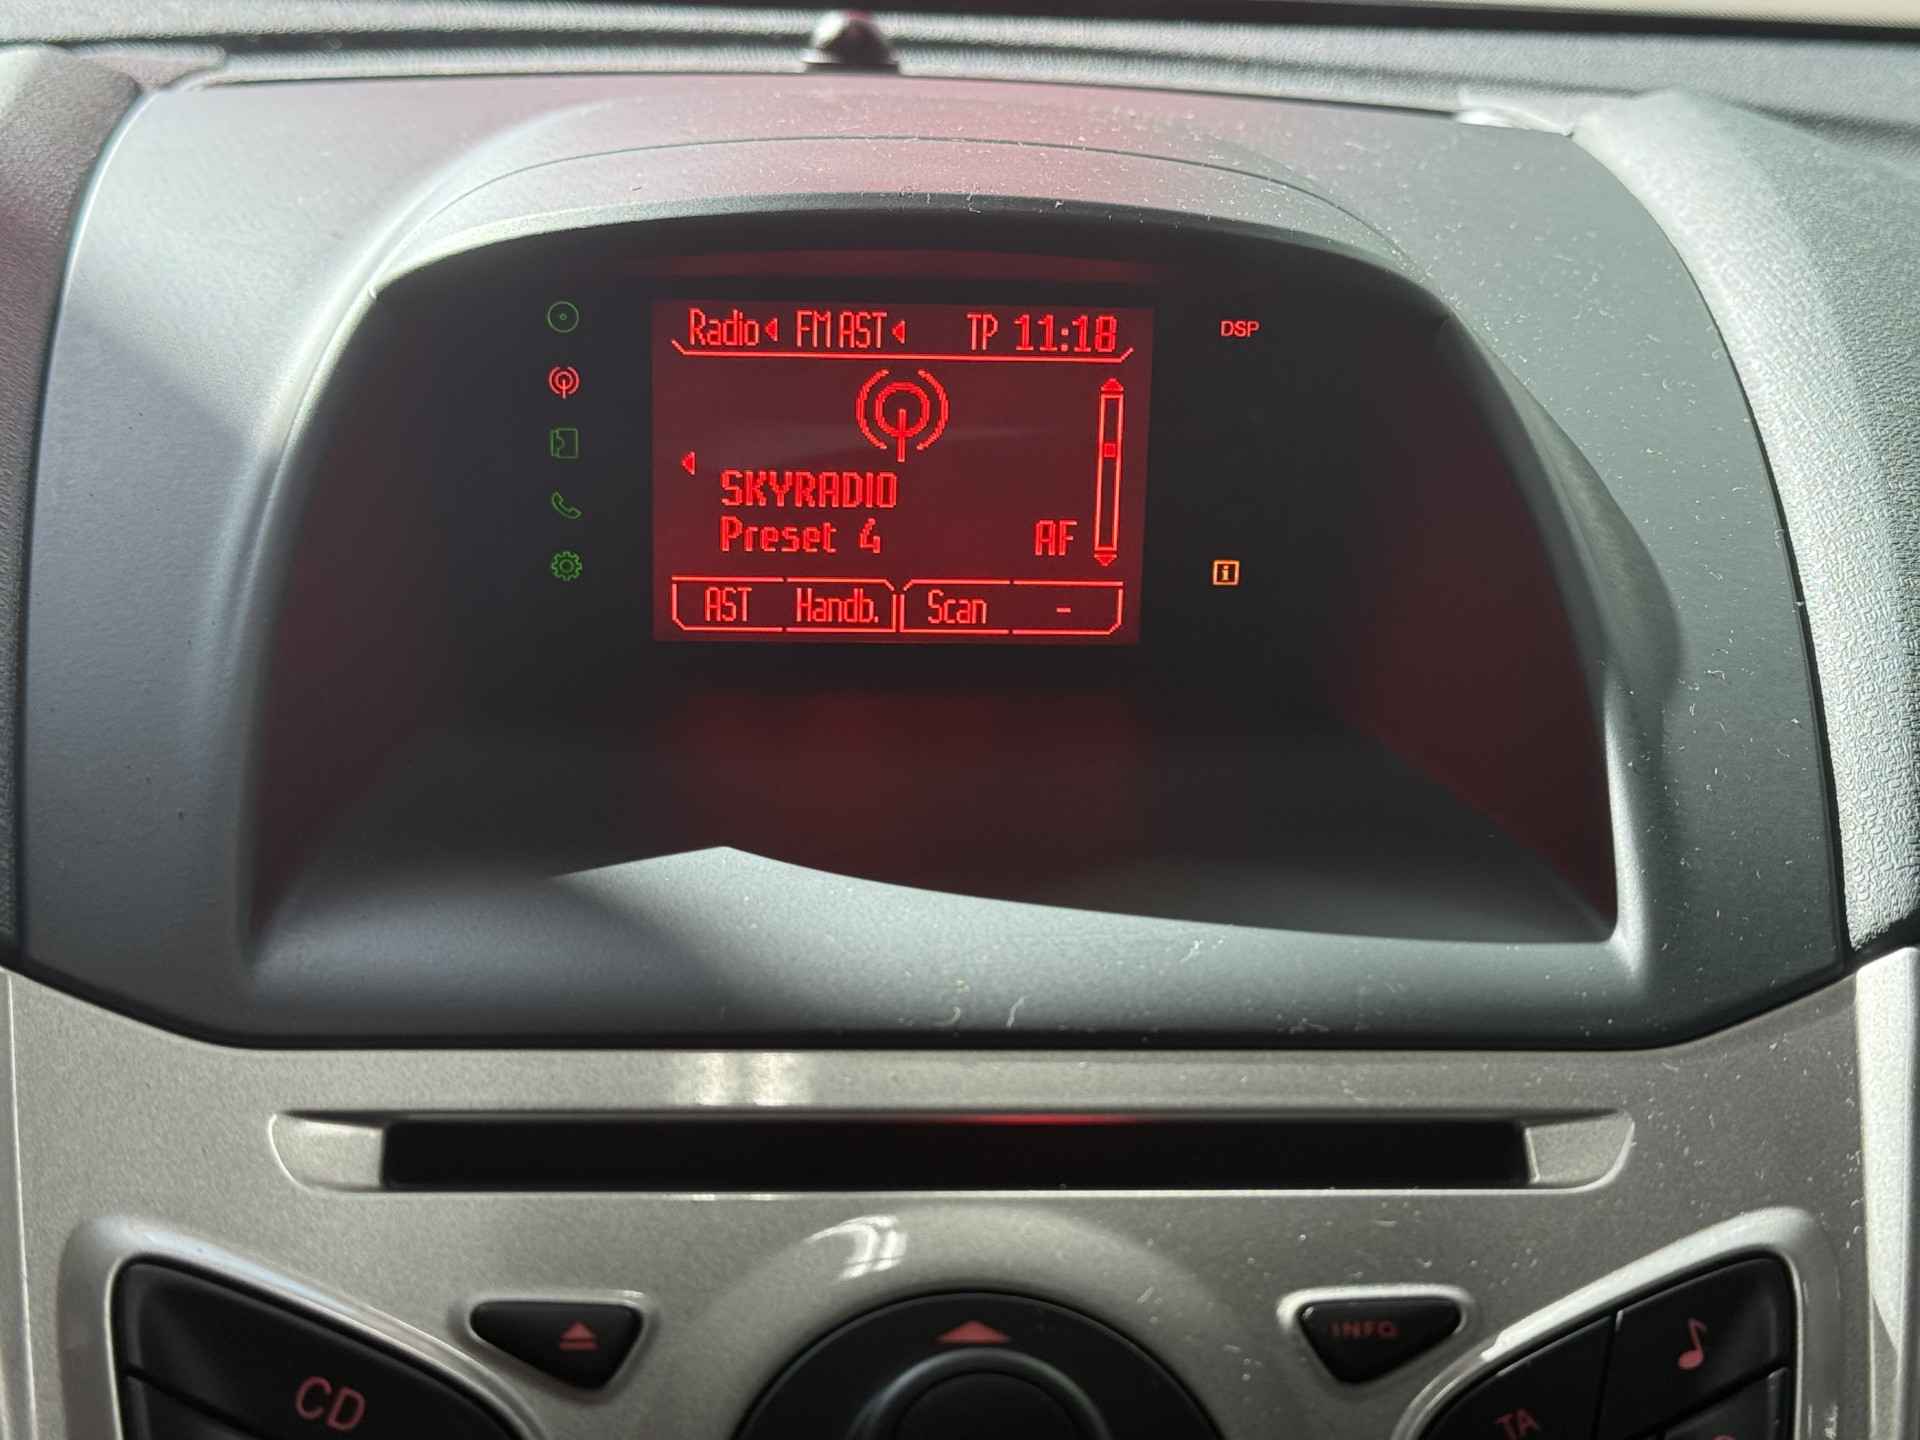 Radio FM AST TP 11:18
DSP
SKYRADIO
Preset 4 AF
AST Handb. Scan -
INFO
CD
TA